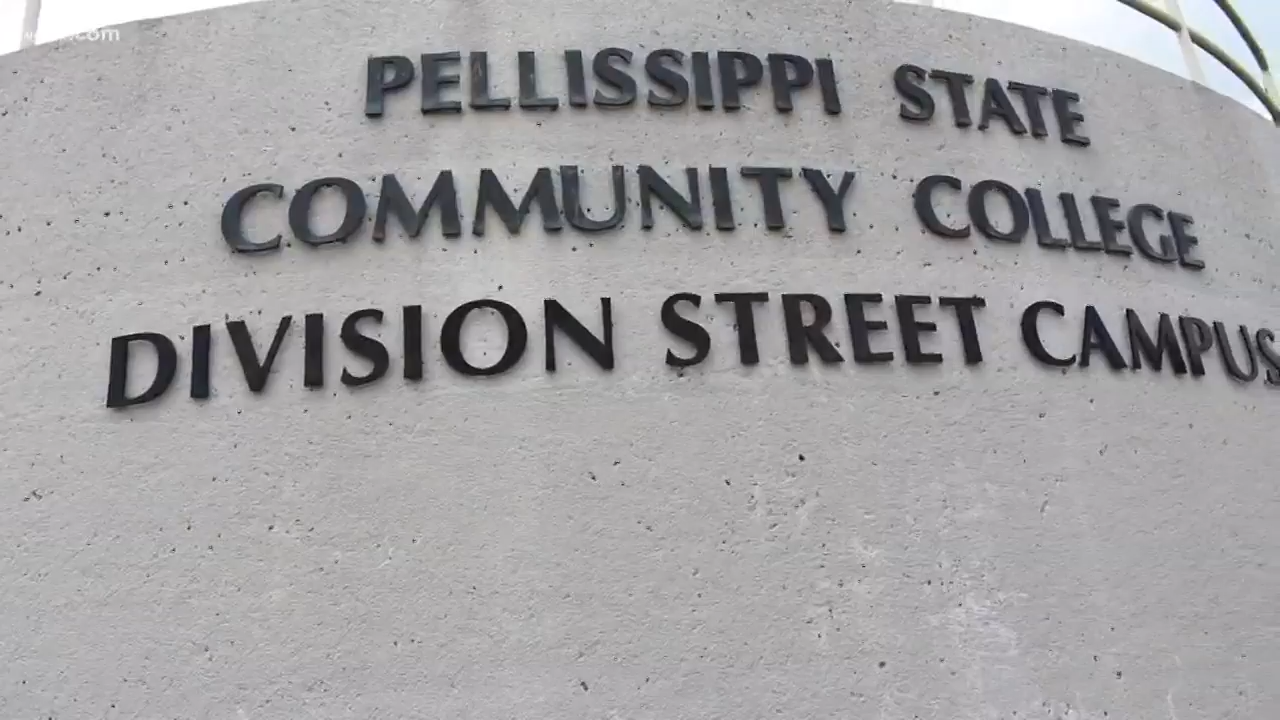 PELLISSIPPI STATE
COMMUNITY COLLEGE
DIVISION STREET CAMPUS